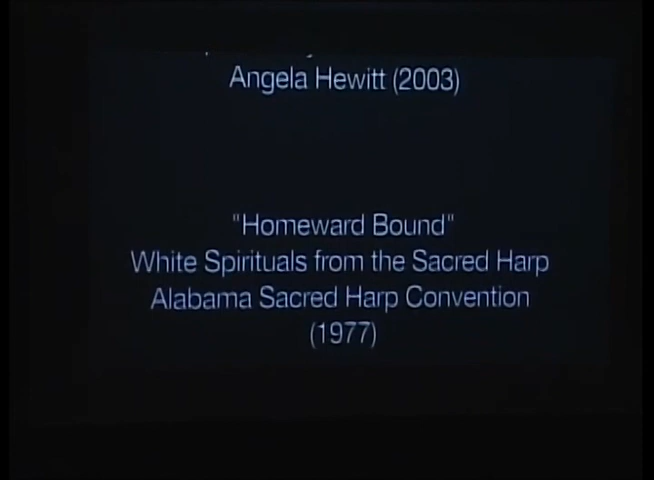 Angela Hewitt (2003)
"Homeward Bound"
White Spirituals from the Sacred Harp
Alabama Sacred Harp Convention
(1977)